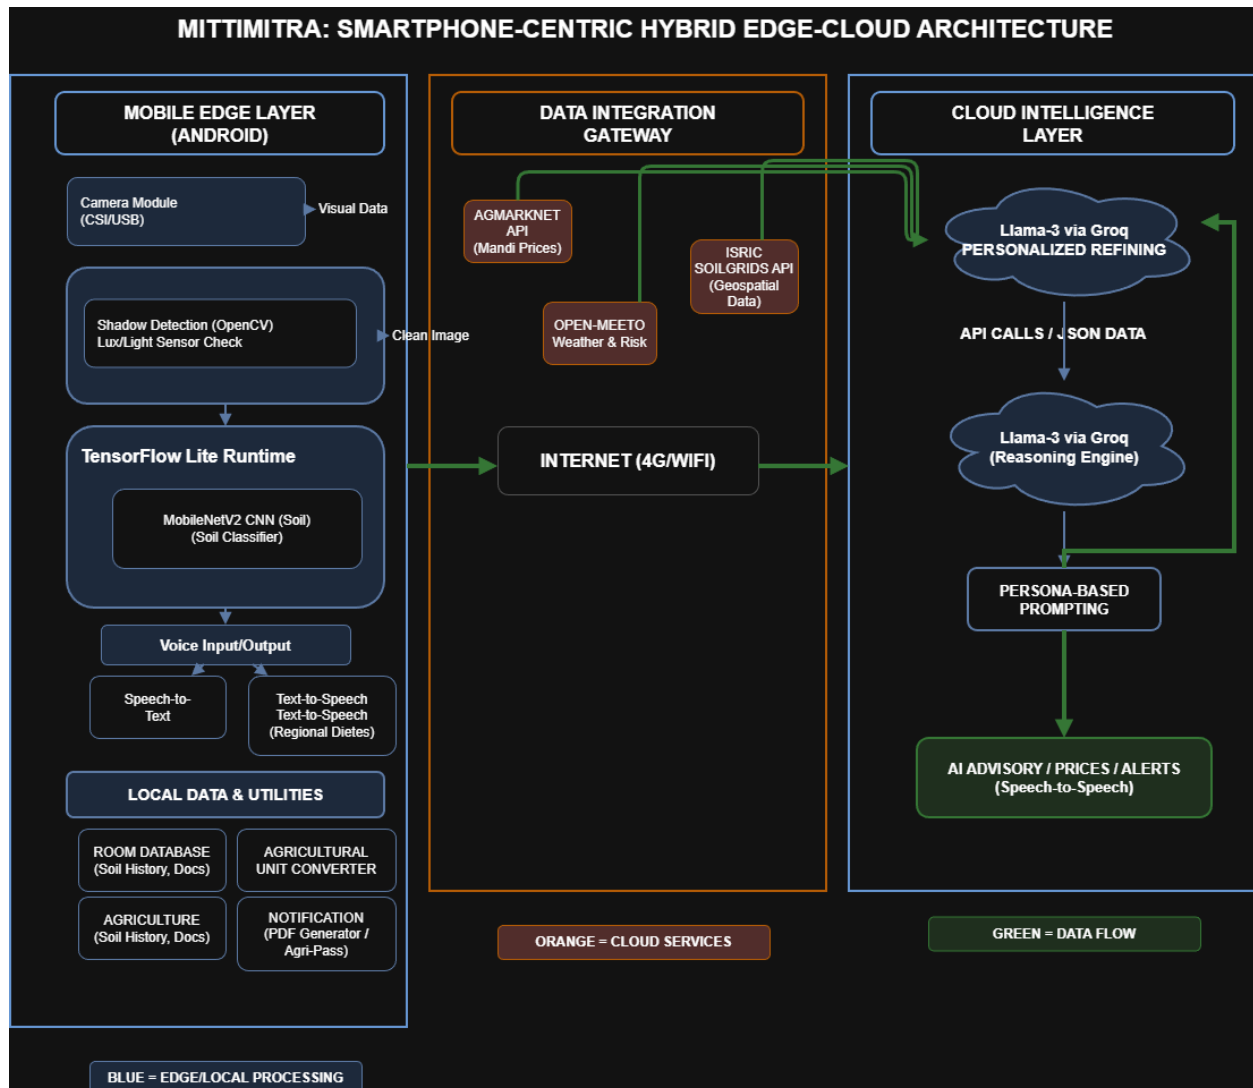 MITTIMITRA: SMARTPHONE-CENTRIC HYBRID EDGE-CLOUD ARCHITECTURE
MOBILE EDGE LAYER
(ANDROID)
Camera Module
(CSI/USB)
Visual Data
Shadow Detection (OpenCV)
Lux/Light Sensor Check
Clean Image
TensorFlow Lite Runtime
MobileNetV2 CNN (Soil)
(Soil Classifier)
Voice Input/Output
Speech-to-
Text
Text-to-Speech
Text-to-Speech
(Regional Dietes)
LOCAL DATA & UTILITIES
ROOM DATABASE
(Soil History, Docs)
AGRICULTURAL
UNIT CONVERTER
AGRICULTURE
(Soil History, Docs)
NOTIFICATION
(PDF Generator /
Agri-Pass)
BLUE = EDGE/LOCAL PROCESSING
DATA INTEGRATION
GATEWAY
AGMARKNET
API
(Mandi Prices)
ISRIC
SOILGRIDS API
(Geospatial
Data)
OPEN-MEETO
Weather & Risk
INTERNET (4G/WIFI)
ORANGE = CLOUD SERVICES
CLOUD INTELLIGENCE
LAYER
Llama-3 via Groq
PERSONALIZED REFINING
API CALLS / JSON DATA
Llama-3 via Groq
(Reasoning Engine)
PERSONA-BASED
PROMPTING
AI ADVISORY / PRICES / ALERTS
(Speech-to-Speech)
GREEN = DATA FLOW